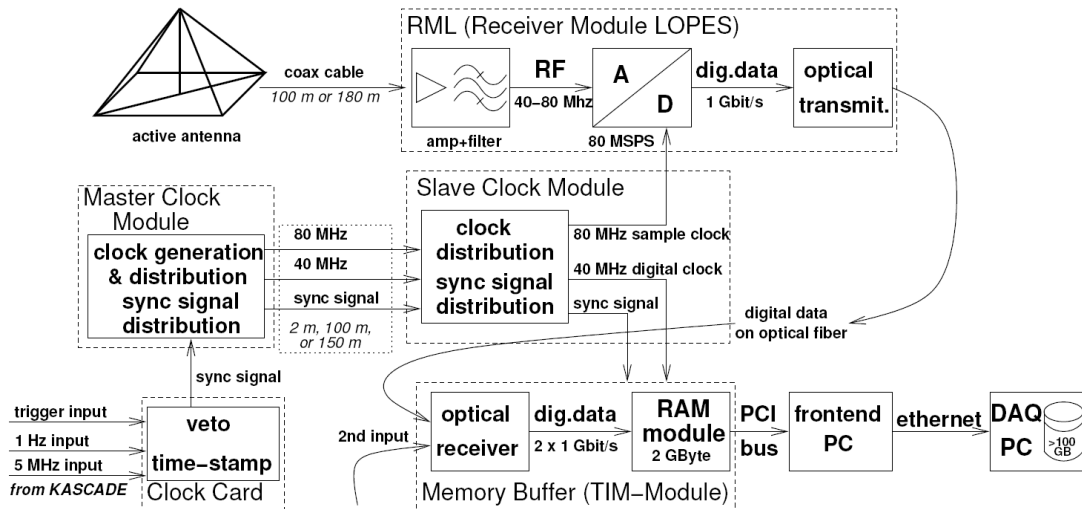 RML (Receiver Module LOPES)
coax cable
100 m or 180 m
active antenna
amp+filter
RF
40–80 Mhz
A
D
80 MSPS
dig.data
1 Gbit/s
optical
transmit.
Master Clock
Module
clock generation
& distribution
sync signal
distribution
80 MHz
40 MHz
sync signal
2 m, 100 m,
or 150 m
Slave Clock Module
clock
distribution
sync signal
distribution
80 MHz sample clock
40 MHz digital clock
sync signal
digital data
on optical fiber
sync signal
trigger input
1 Hz input
5 MHz input
from KASCADE
veto
time–stamp
Clock Card
2nd input
optical
receiver
dig.data
2 x 1 Gbit/s
RAM
module
2 GByte
Memory Buffer (TIM–Module)
PCI
bus
frontend
PC
ethernet
DAQ
PC
>100
GB